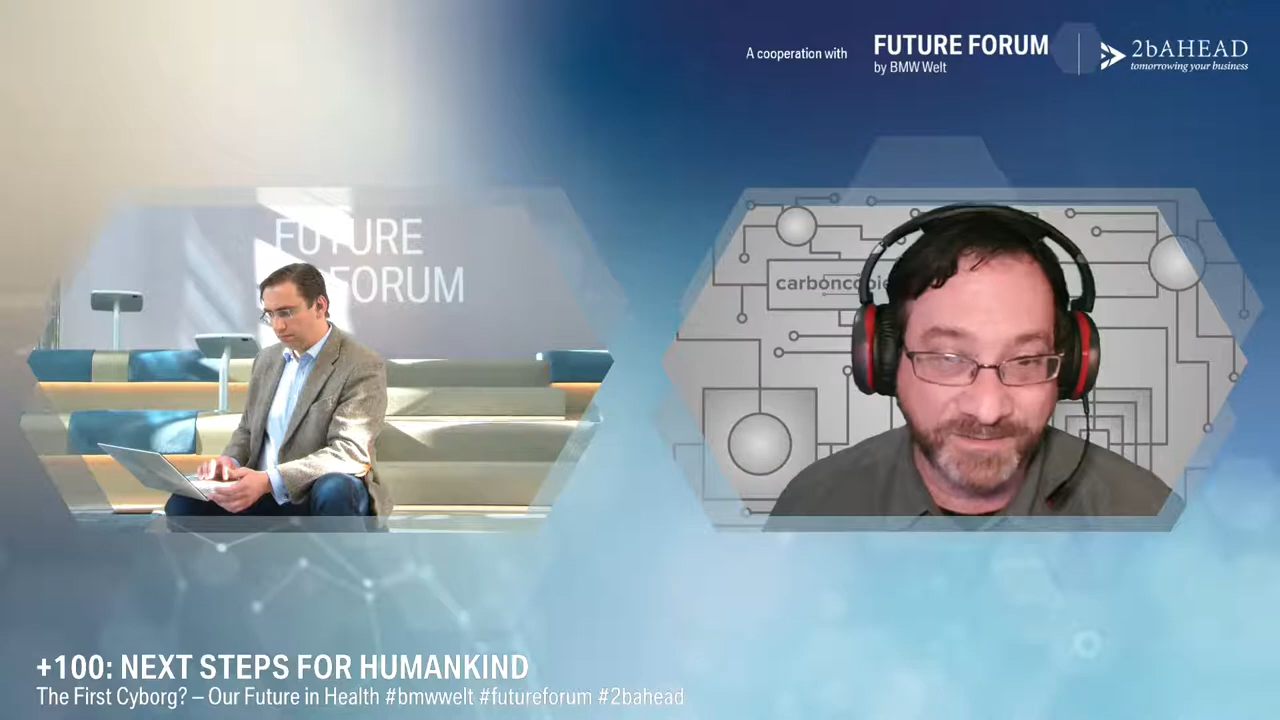 A cooperation with
FUTURE FORUM
by BMW Welt
2bAHEAD
tomorrowing your business
FUTURE
FORUM
carboncopie
+100: NEXT STEPS FOR HUMANKIND
The First Cyborg? – Our Future in Health #bmwwelt #futureforum #2bahead